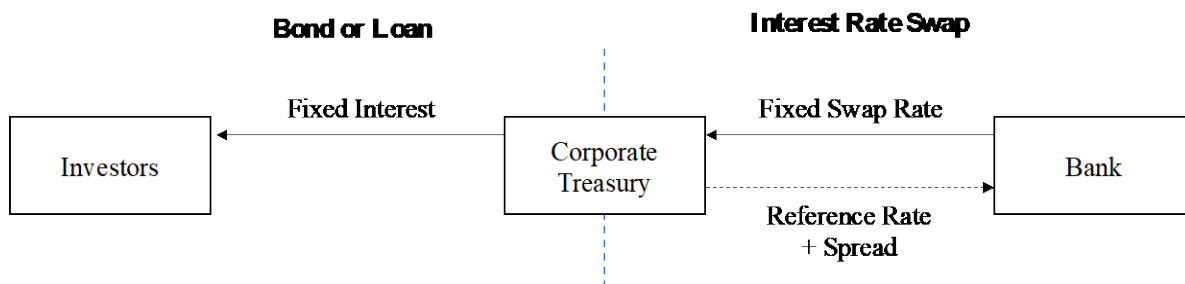 Bond or Loan
Interest Rate Swap
Fixed Interest
Fixed Swap Rate
Investors
Corporate
Treasury
Bank
Reference Rate
+ Spread